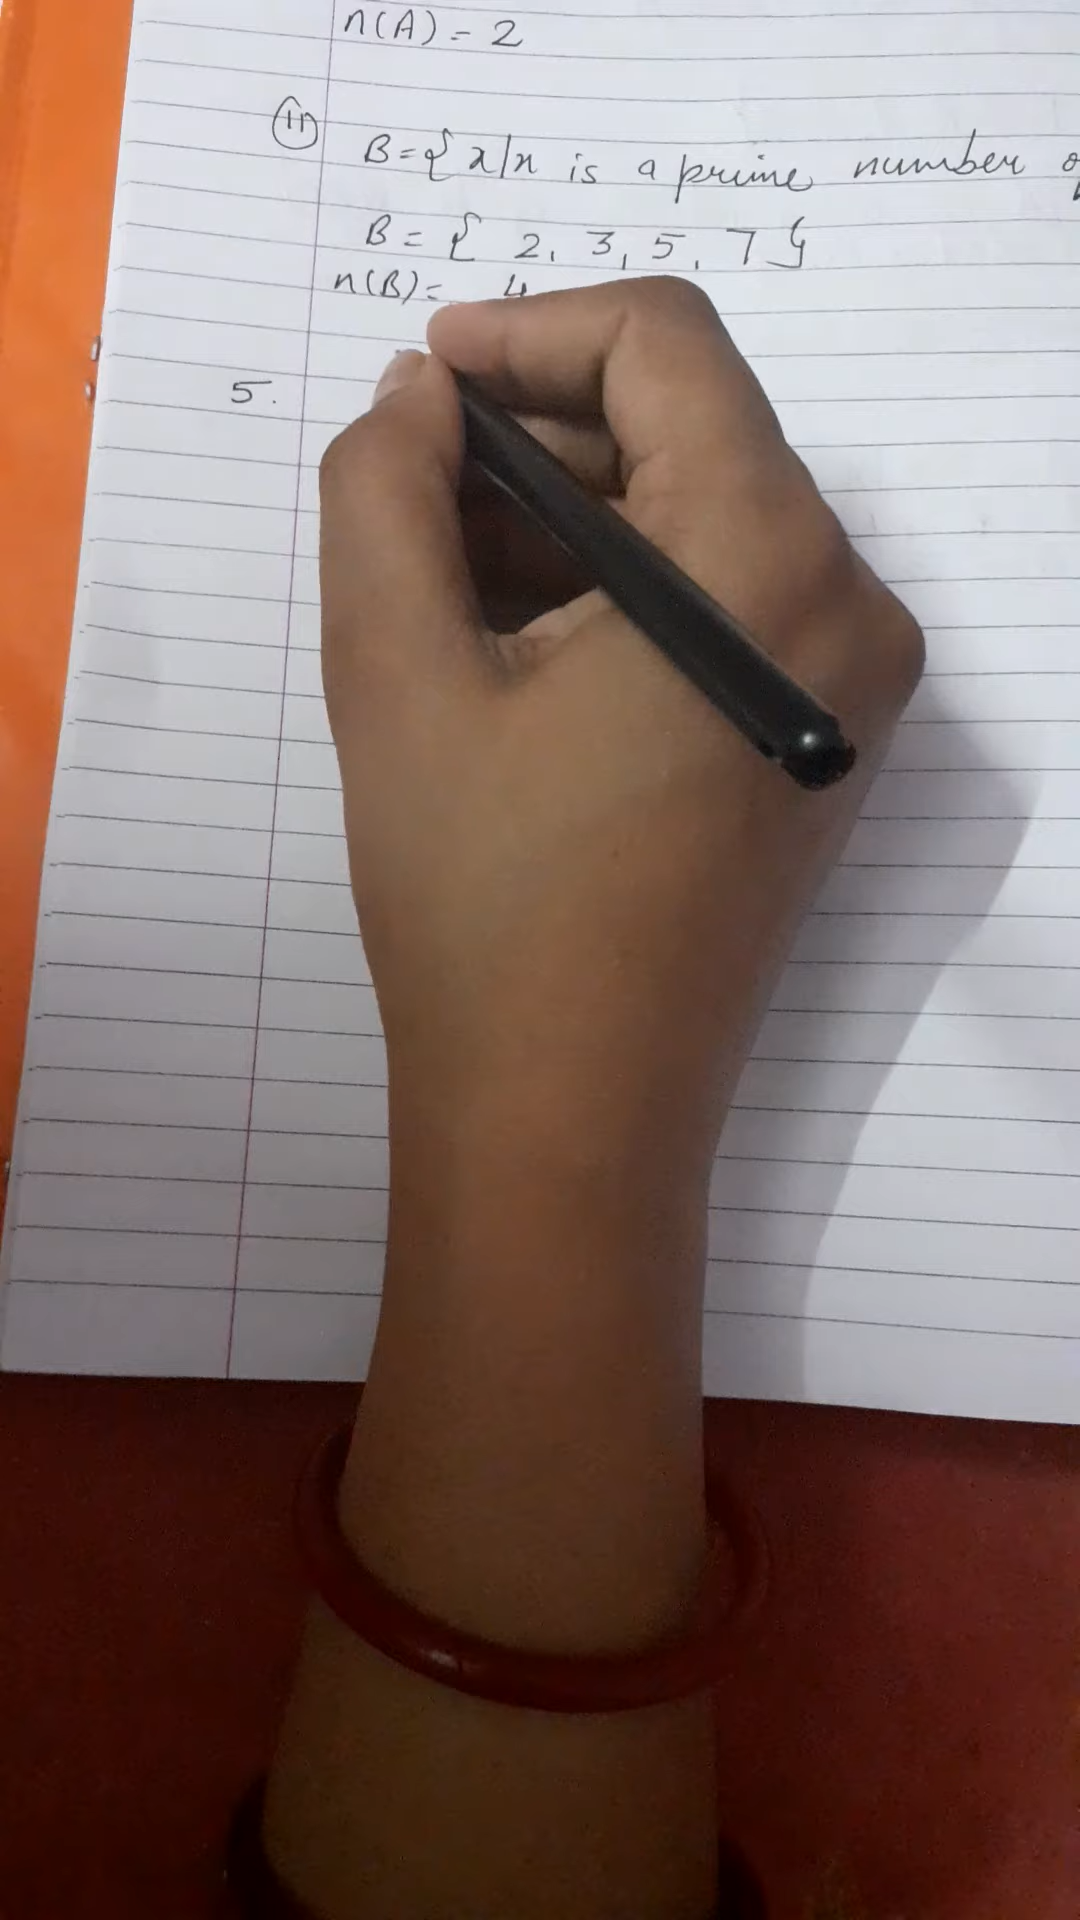 n(A) = 2
(ii) B = { x/x is a prime number
B = { 2, 3, 5, 7 }
n(B) = 4
5.